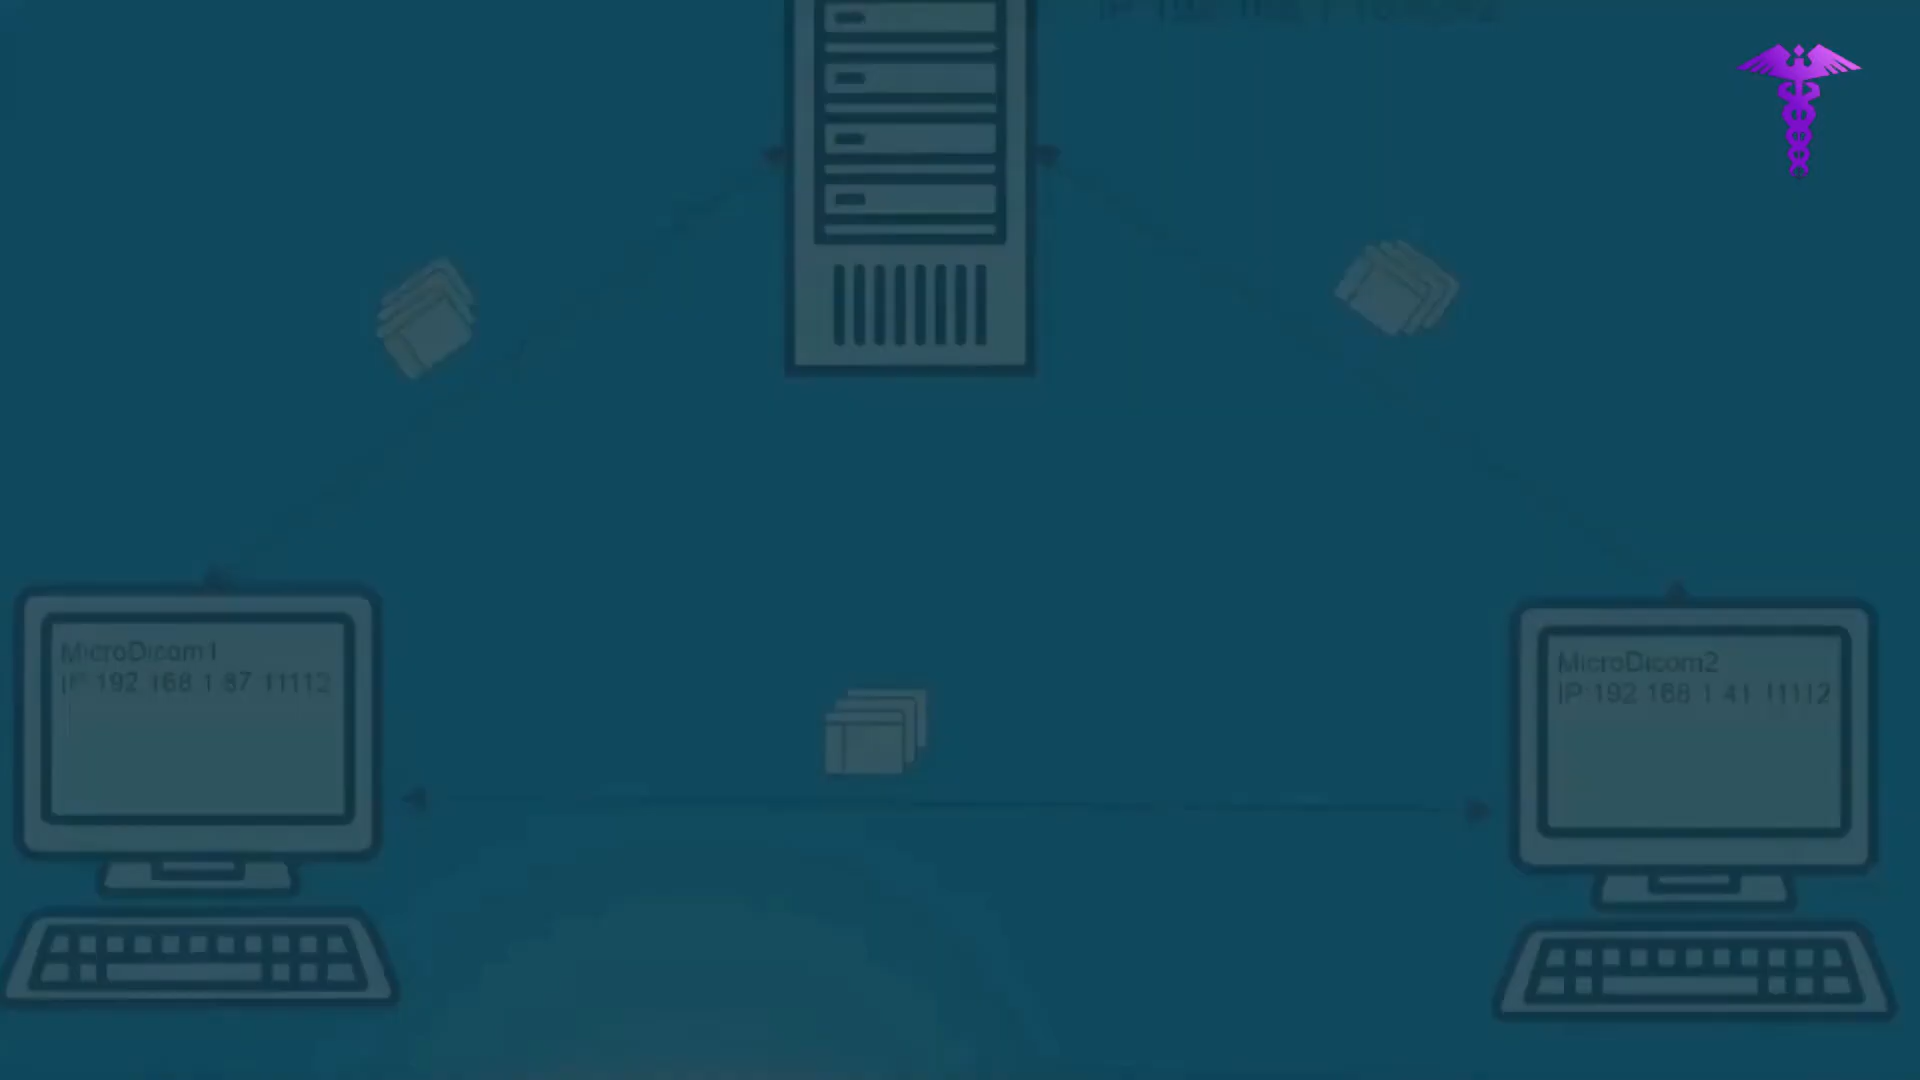 MicroDicom1
IP 192 168 1 87 11112
MicroDicom2
IP 192 168 1 41 11112